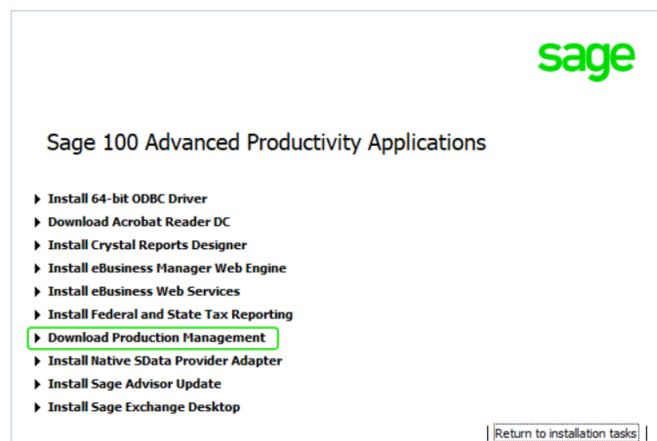 sage
Sage 100 Advanced Productivity Applications
Install 64-bit ODBC Driver
Download Acrobat Reader DC
Install Crystal Reports Designer
Install eBusiness Manager Web Engine
Install eBusiness Web Services
Install Federal and State Tax Reporting
Download Production Management
Install Native SData Provider Adapter
Install Sage Advisor Update
Install Sage Exchange Desktop
Return to installation tasks